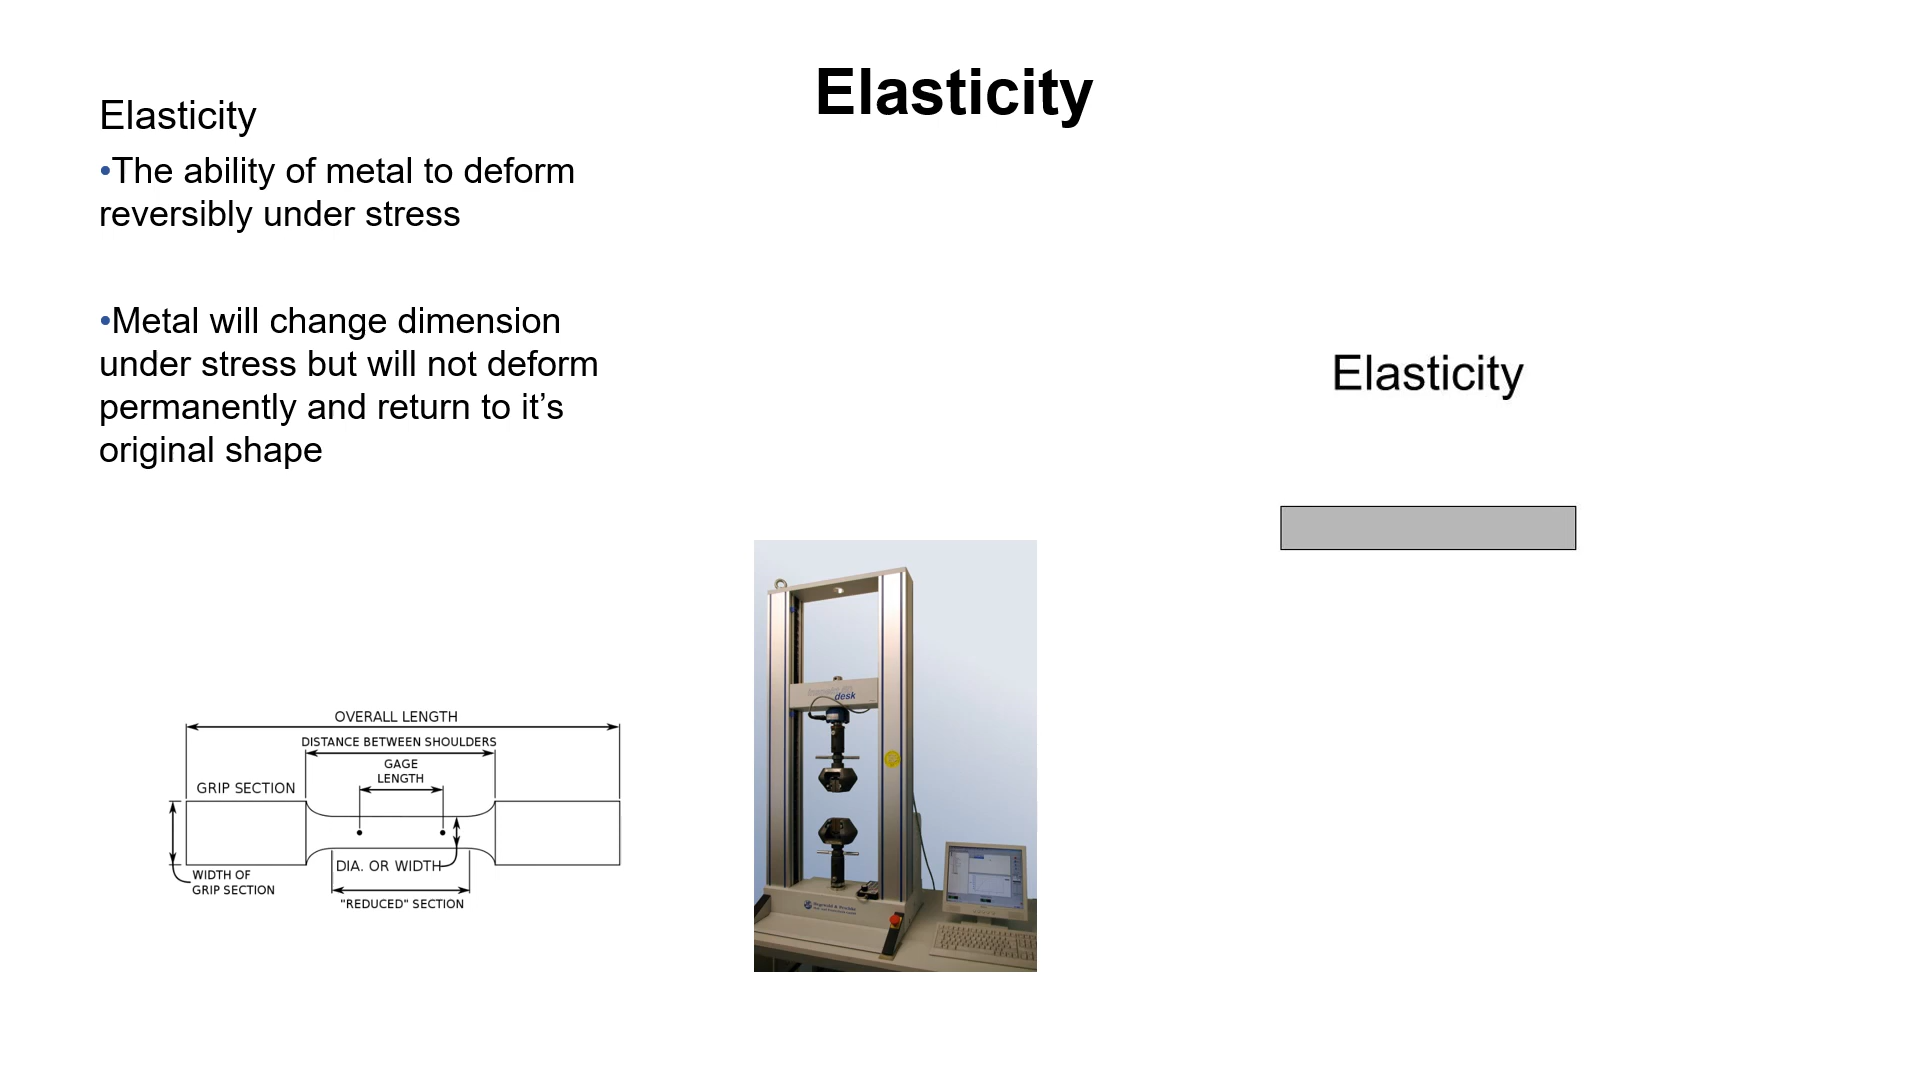 Elasticity
Elasticity
•The ability of metal to deform
reversibly under stress
•Metal will change dimension
under stress but will not deform
permanently and return to it’s
original shape
Elasticity
OVERALL LENGTH
DISTANCE BETWEEN SHOULDERS
GAGE
LENGTH
GRIP SECTION
DIA. OR WIDTH
WIDTH OF
GRIP SECTION
"REDUCED" SECTION
desk